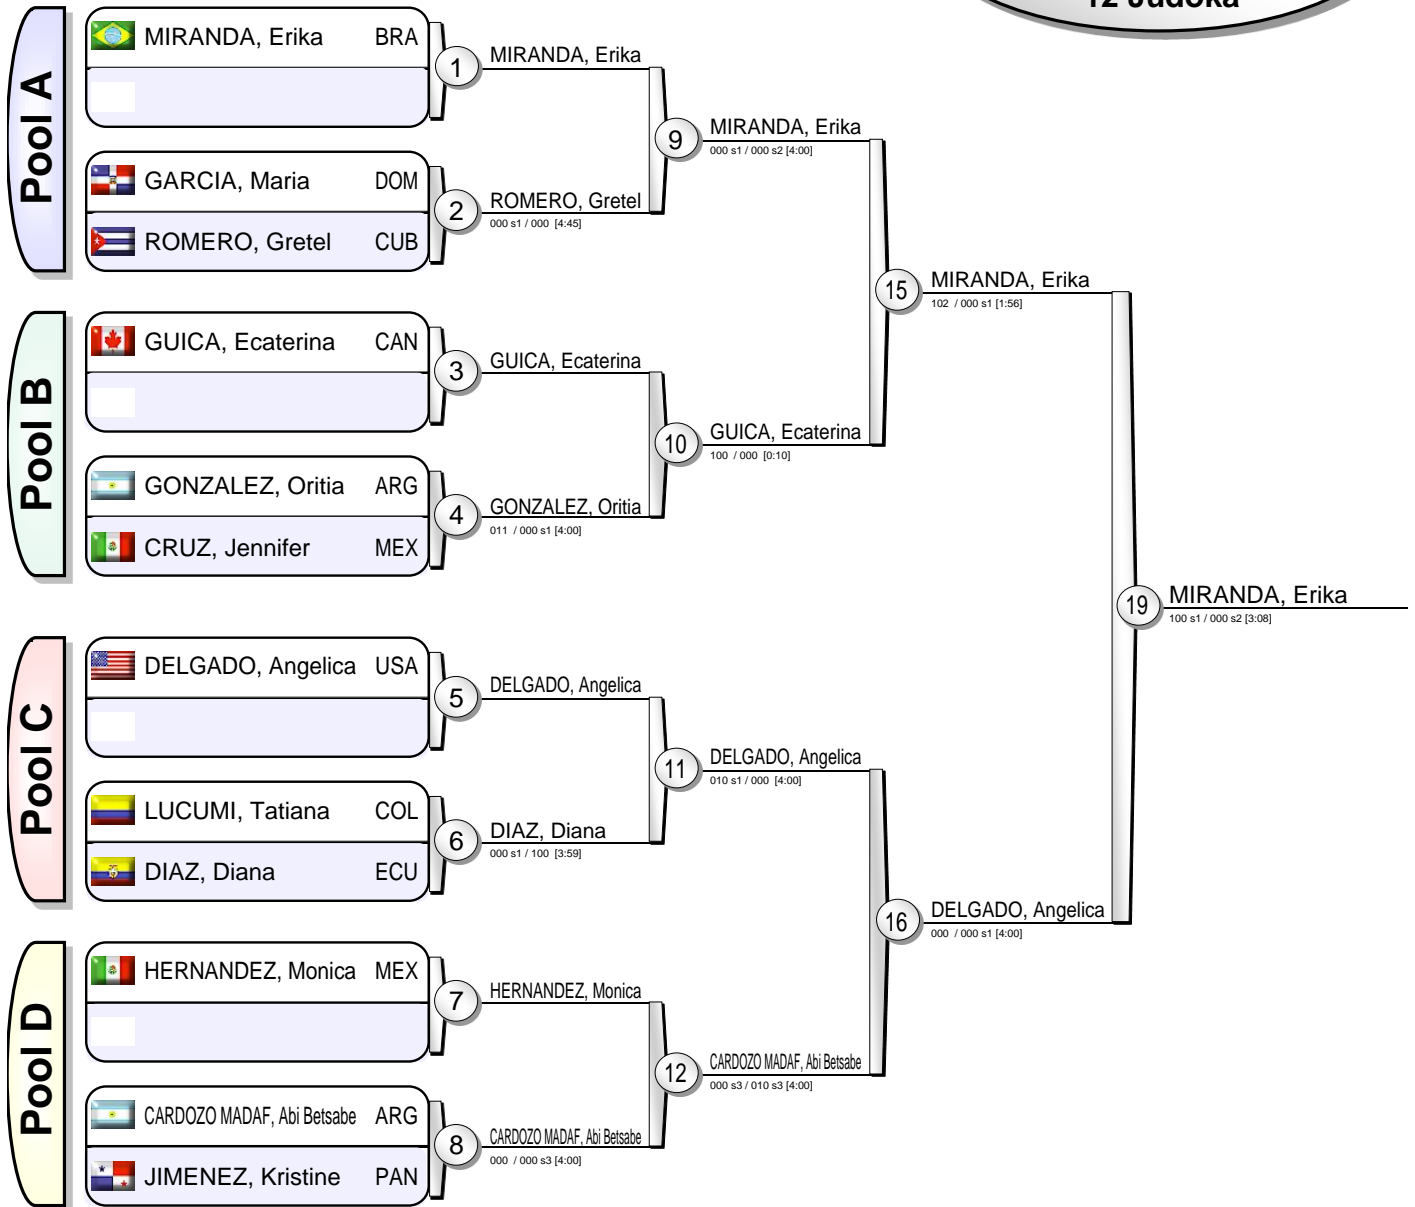 12 Judoka
Pool A
MIRANDA, Erika BRA
1
MIRANDA, Erika
GARCIA, Maria DOM
ROMERO, Gretel CUB
2
ROMERO, Gretel
000 s1 / 000 [4:45]
9
MIRANDA, Erika
000 s1 / 000 s2 [4:00]
Pool B
GUICA, Ecaterina CAN
3
GUICA, Ecaterina
GONZALEZ, Oritia ARG
CRUZ, Jennifer MEX
4
GONZALEZ, Oritia
011 / 000 s1 [4:00]
10
GUICA, Ecaterina
100 / 000 [0:10]
15
MIRANDA, Erika
102 / 000 s1 [1:56]
Pool C
DELGADO, Angelica USA
5
DELGADO, Angelica
LUCUMI, Tatiana COL
DIAZ, Diana ECU
6
DIAZ, Diana
000 s1 / 100 [3:59]
11
DELGADO, Angelica
010 s1 / 000 [4:00]
Pool D
HERNANDEZ, Monica MEX
7
HERNANDEZ, Monica
CARDOZO MADAF, Abi Betsabe ARG
JIMENEZ, Kristine PAN
8
CARDOZO MADAF, Abi Betsabe
000 / 000 s3 [4:00]
12
CARDOZO MADAF, Abi Betsabe
000 s3 / 010 s3 [4:00]
16
DELGADO, Angelica
000 / 000 s1 [4:00]
19
MIRANDA, Erika
100 s1 / 000 s2 [3:08]